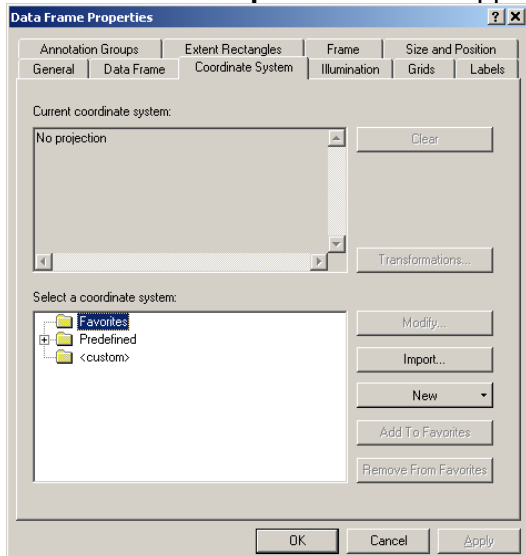 Data Frame Properties
Annotation Groups Extent Rectangles Frame Size and Position
General Data Frame Coordinate System Illumination Grids Labels
Current coordinate system:
No projection
Clear
Transformations...
Select a coordinate system:
Favorites
Predefined
<custom>
Modify...
Import...
New
Add To Favorites
Remove From Favorites
OK Cancel Apply